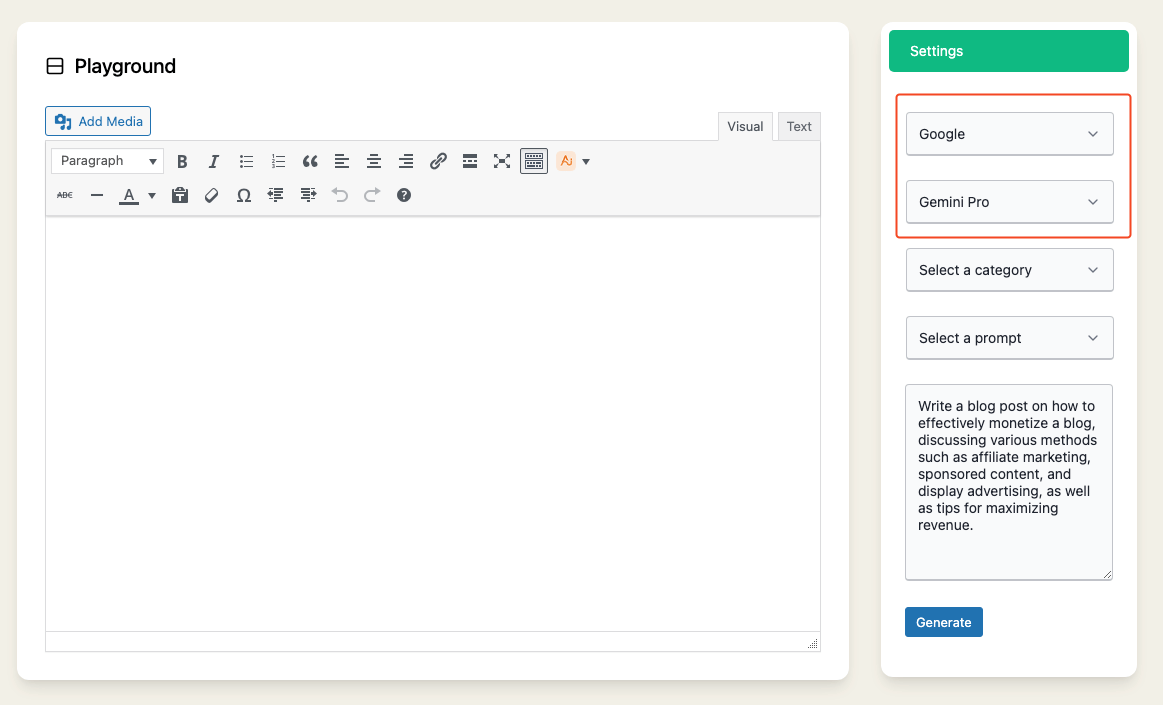 Playground
Settings
Add Media
Visual
Text
Paragraph
B
I
ABC
A
Ω
?
Google
Gemini Pro
Select a category
Select a prompt
Write a blog post on how to
effectively monetize a blog,
discussing various methods
such as affiliate marketing,
sponsored content, and
display advertising, as well
as tips for maximizing
revenue.
Generate